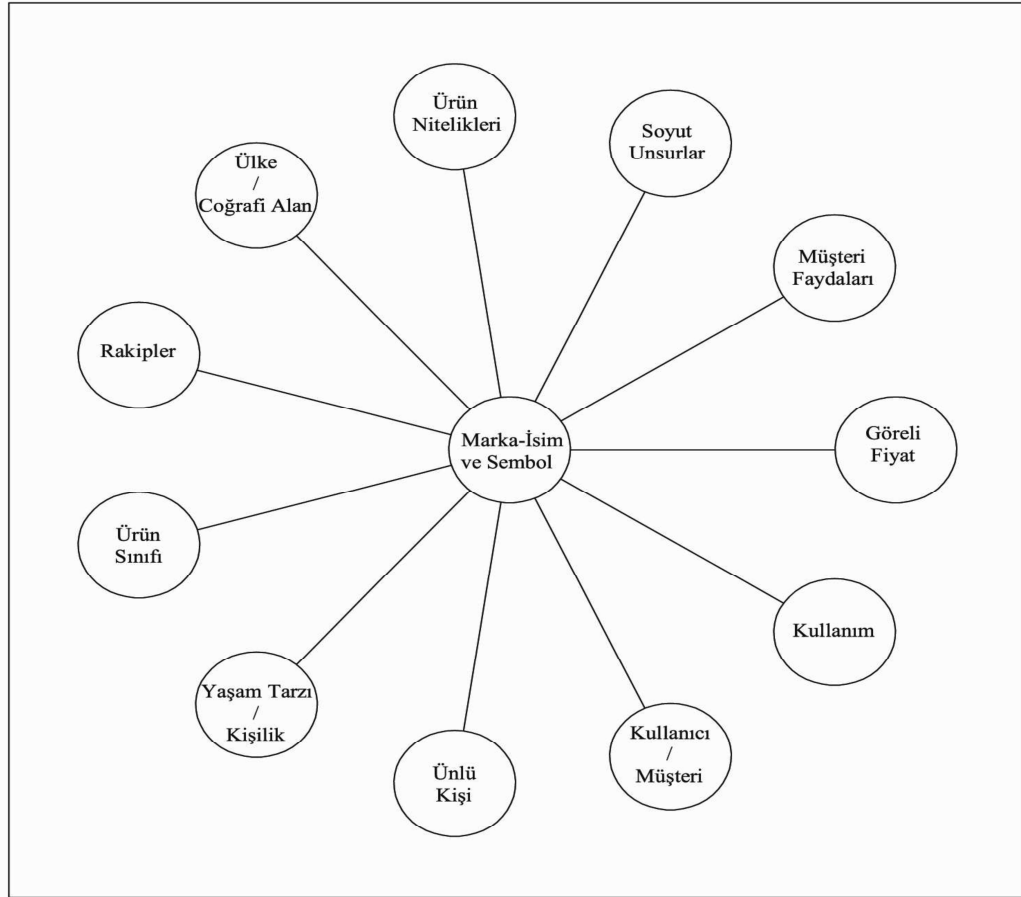 Ürün
Nitelikleri
Soyut
Unsurlar
Ülke
/
Coğrafi Alan
Müşteri
Faydaları
Rakipler
Marka-İsim
ve Sembol
Göreli
Fiyat
Ürün
Sınıfı
Kullanım
Yaşam Tarzı
/
Kişilik
Kullanıcı
/
Müşteri
Ünlü
Kişi